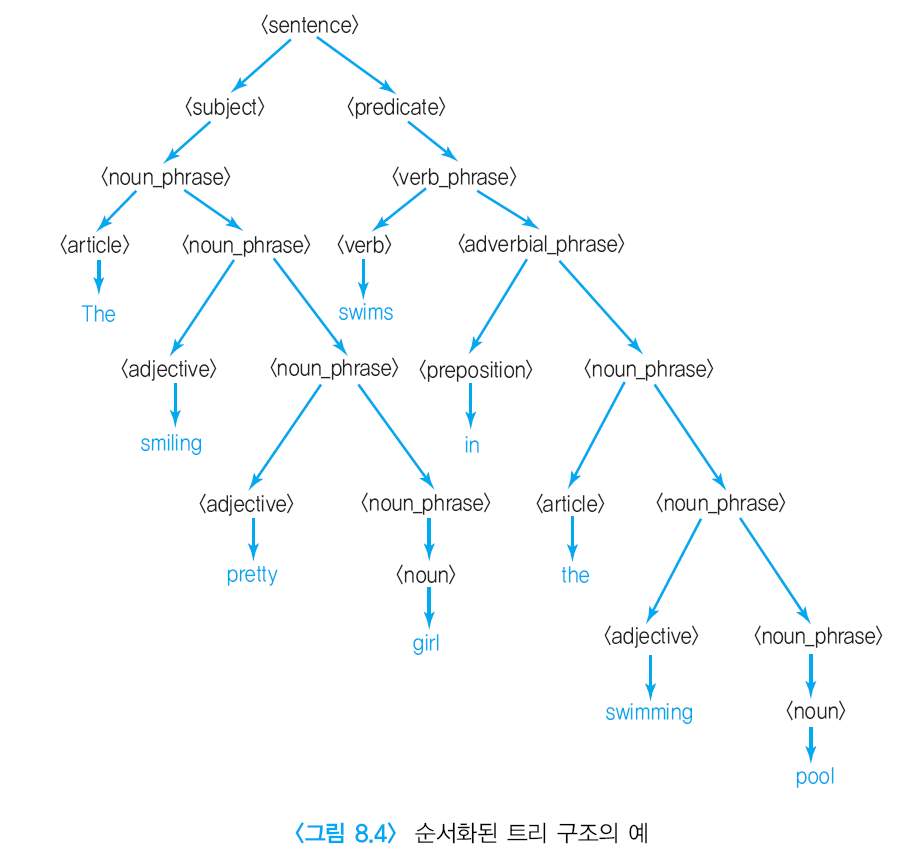 〈sentence〉
〈subject〉 〈predicate〉
〈noun_phrase〉 〈verb_phrase〉
〈article〉 〈noun_phrase〉 〈verb〉 〈adverbial_phrase〉
The swims
〈adjective〉 〈noun_phrase〉 〈preposition〉 〈noun_phrase〉
smiling in
〈adjective〉 〈noun_phrase〉 〈article〉 〈noun_phrase〉
pretty 〈noun〉 the
girl 〈adjective〉 〈noun_phrase〉
swimming 〈noun〉
pool
〈그림 8.4〉 순서화된 트리 구조의 예